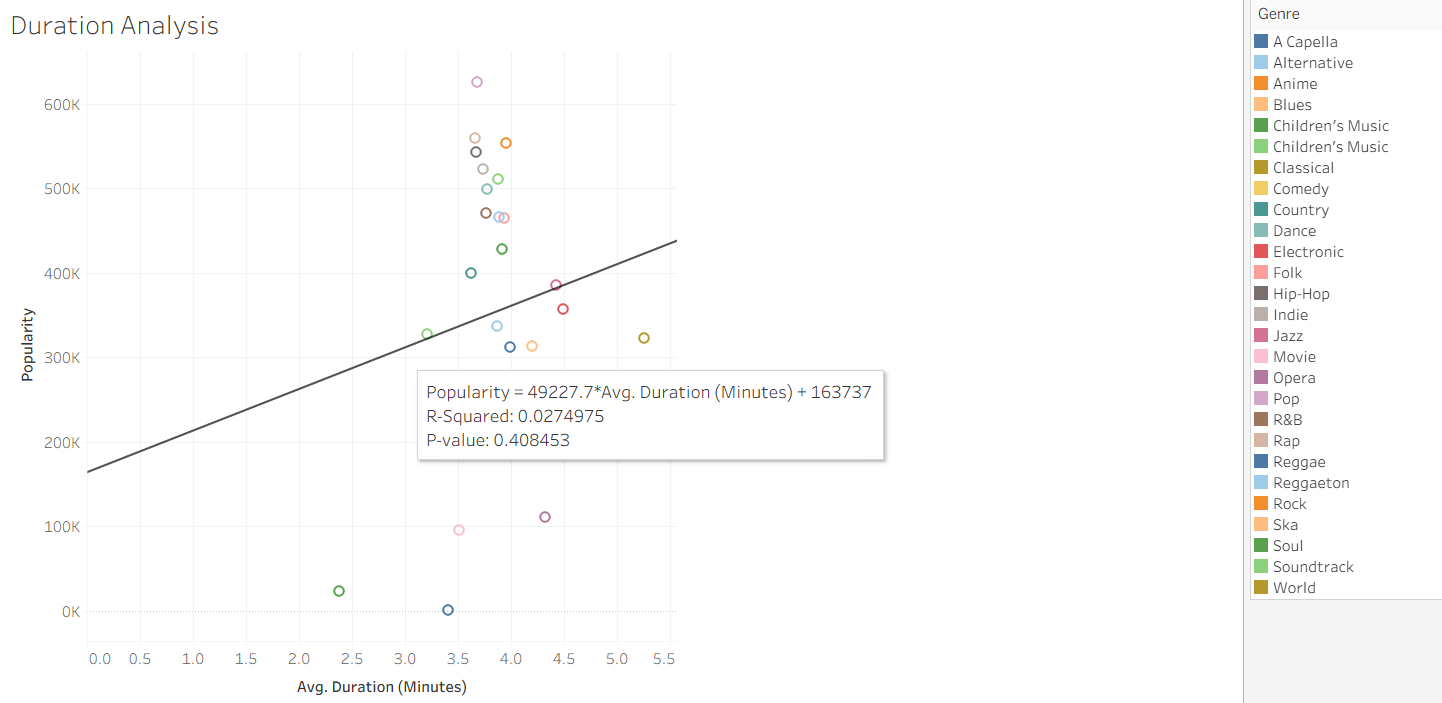 Duration Analysis
600K
500K
400K
300K
200K
100K
0K
Popularity
Popularity = 49227.7*Avg. Duration (Minutes) + 163737
R-Squared: 0.0274975
P-value: 0.408453
0.0 0.5 1.0 1.5 2.0 2.5 3.0 3.5 4.0 4.5 5.0 5.5
Avg. Duration (Minutes)
Genre
A Capella
Alternative
Anime
Blues
Children's Music
Children’s Music
Classical
Comedy
Country
Dance
Electronic
Folk
Hip-Hop
Indie
Jazz
Movie
Opera
Pop
R&B
Rap
Reggae
Reggaeton
Rock
Ska
Soul
Soundtrack
World